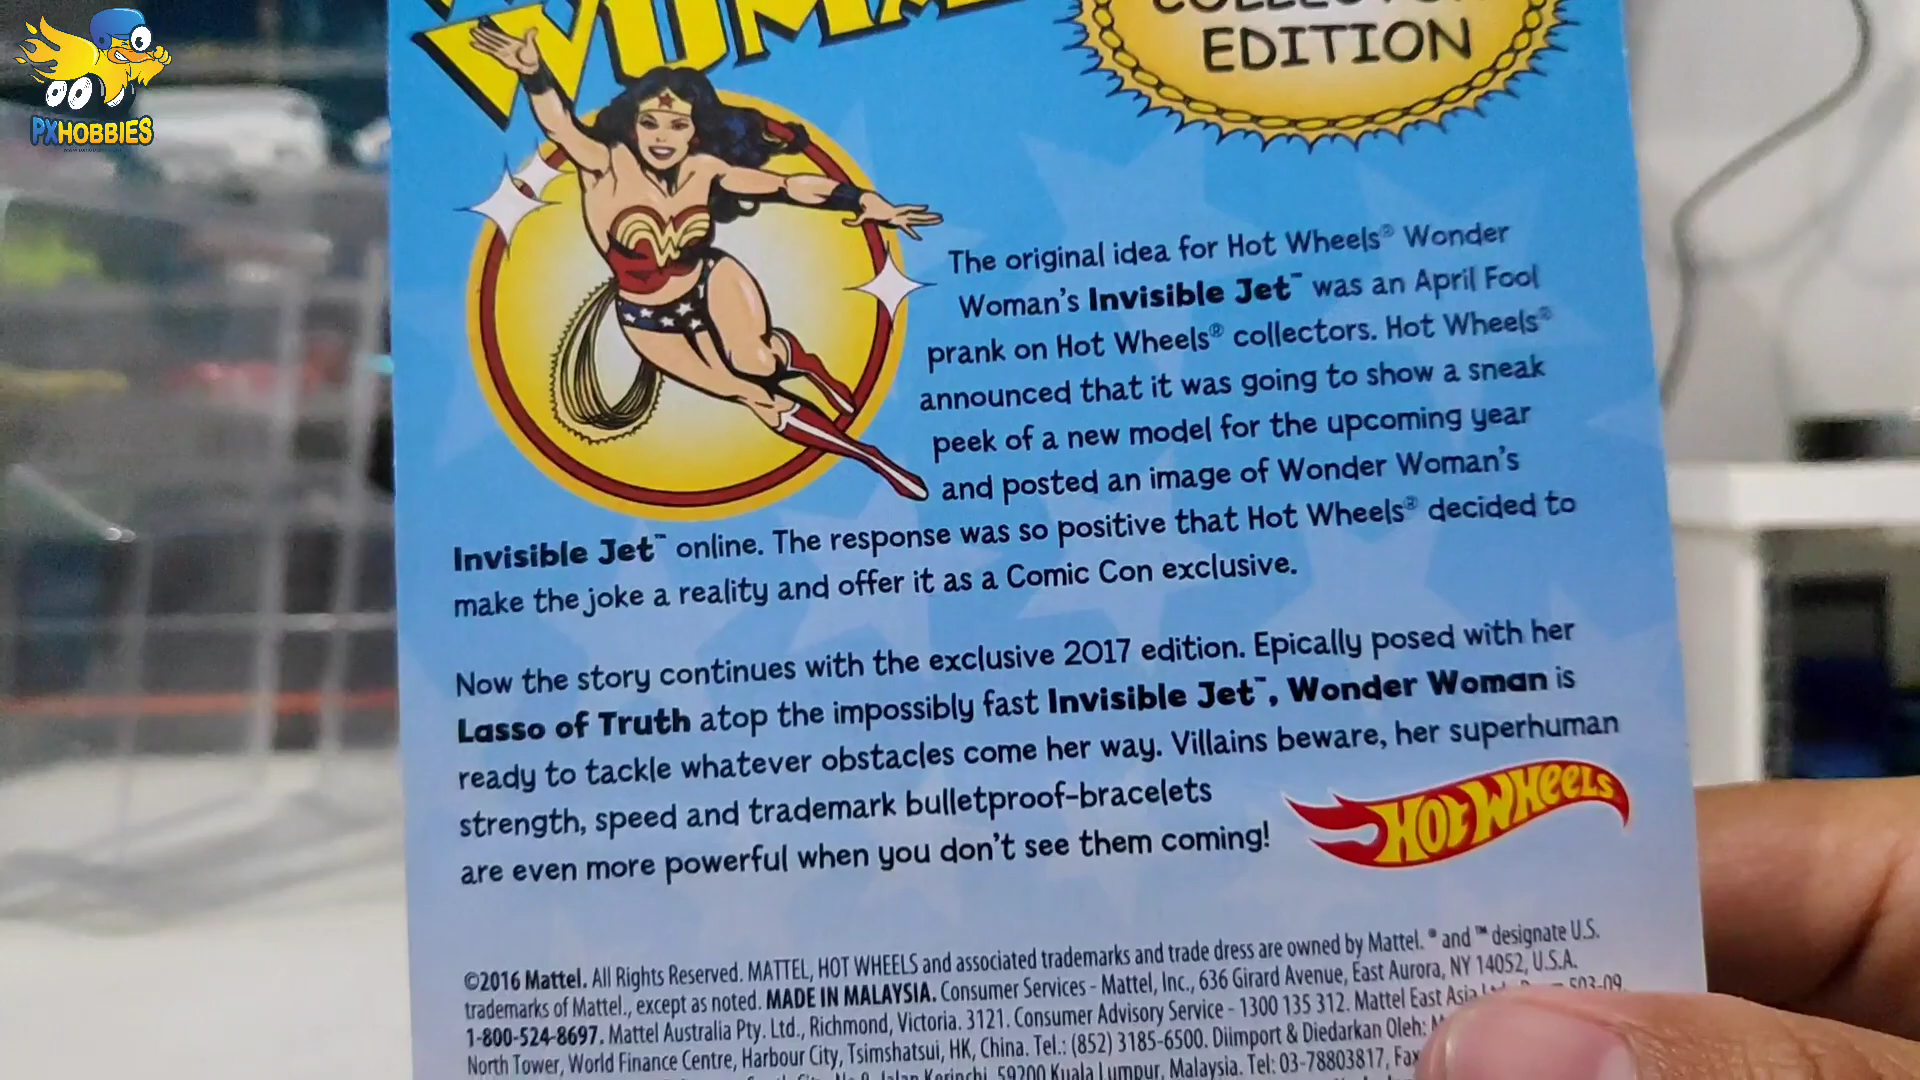 PXHOBBIES
EDITION
The original idea for Hot Wheels® Wonder
Woman's Invisible Jet™ was an April Fool
prank on Hot Wheels® collectors. Hot Wheels®
announced that it was going to show a sneak
peek of a new model for the upcoming year
and posted an image of Wonder Woman's
Invisible Jet™ online. The response was so positive that Hot Wheels® decided to
make the joke a reality and offer it as a Comic Con exclusive.
Now the story continues with the exclusive 2017 edition. Epically posed with her
Lasso of Truth atop the impossibly fast Invisible Jet™, Wonder Woman is
ready to tackle whatever obstacles come her way. Villains beware, her superhuman
strength, speed and trademark bulletproof-bracelets
are even more powerful when you don't see them coming!
HOT WHEELS
©2016 Mattel. All Rights Reserved. MATTEL, HOT WHEELS and associated trademarks and trade dress are owned by Mattel. ® and ™ designate U.S.
trademarks of Mattel., except as noted. MADE IN MALAYSIA. Consumer Services - Mattel, Inc., 636 Girard Avenue, East Aurora, NY 14052, U.S.A.
1-800-524-8697. Mattel Australia Pty. Ltd., Richmond, Victoria. 3121. Consumer Advisory Service - 1300 135 312. Mattel East Asia 503-09,
North Tower, World Finance Centre, Harbour City, Tsimshatsui, HK, China. Tel.: (852) 3185-6500. Diimport & Diedarkan Oleh:
Jalan Kerinchi, 59200 Kuala Lumpur, Malaysia. Tel: 03-78803817, Fax